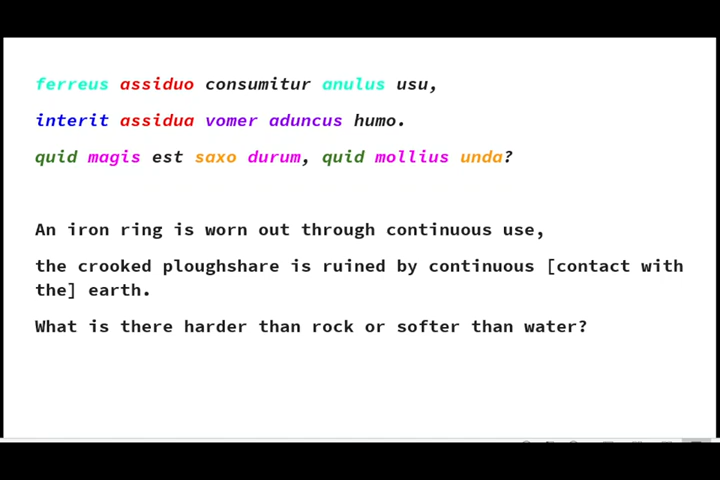 ferreus assiduo consumitur anulus usu,
interit assidua vomer aduncus humo.
quid magis est saxo durum, quid mollius unda?
An iron ring is worn out through continuous use,
the crooked ploughshare is ruined by continuous [contact with
the] earth.
What is there harder than rock or softer than water?